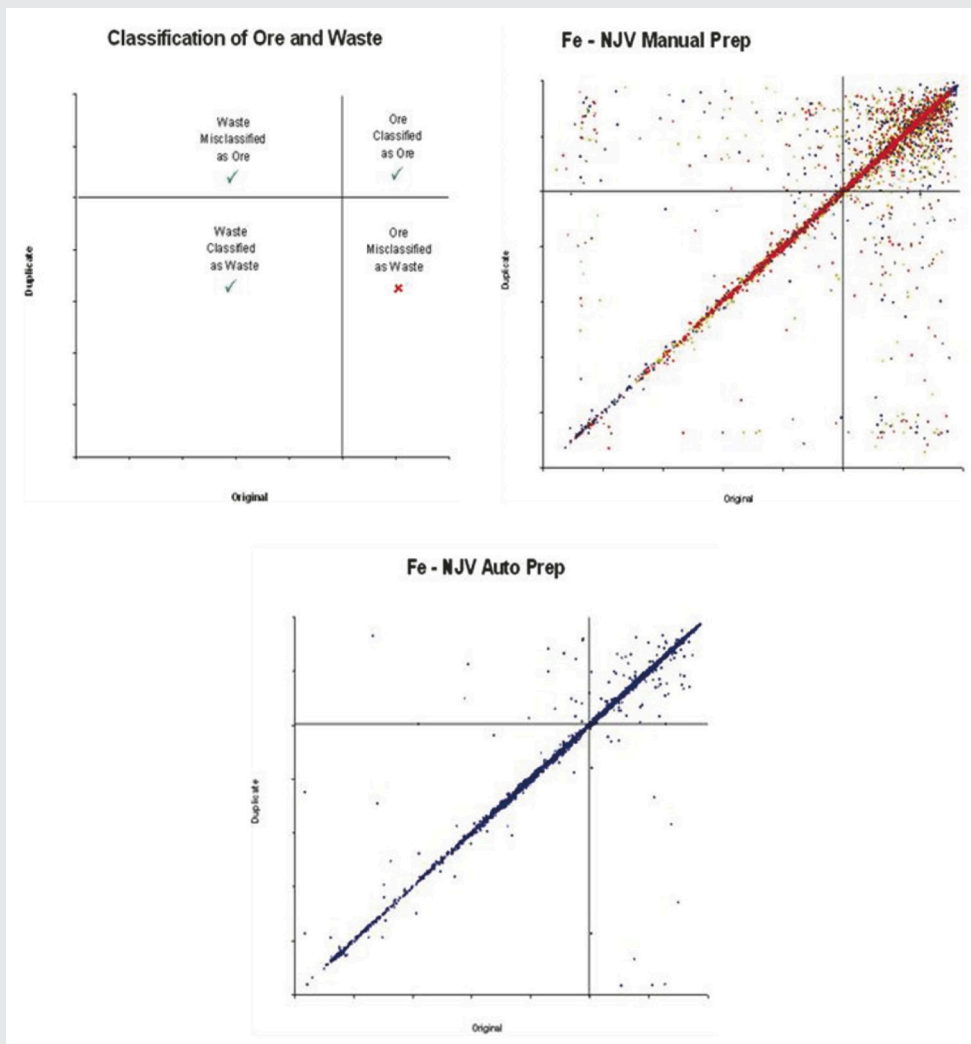 Classification of Ore and Waste
Waste
Misclassified
as Ore
✓
Ore
Classified
as Ore
✓
Waste
Classified
as Waste
✓
Ore
Misclassified
as Waste
✗
Duplicate
Original
Fe - NJV Manual Prep
Duplicate
Original
Fe - NJV Auto Prep
Duplicate
Original